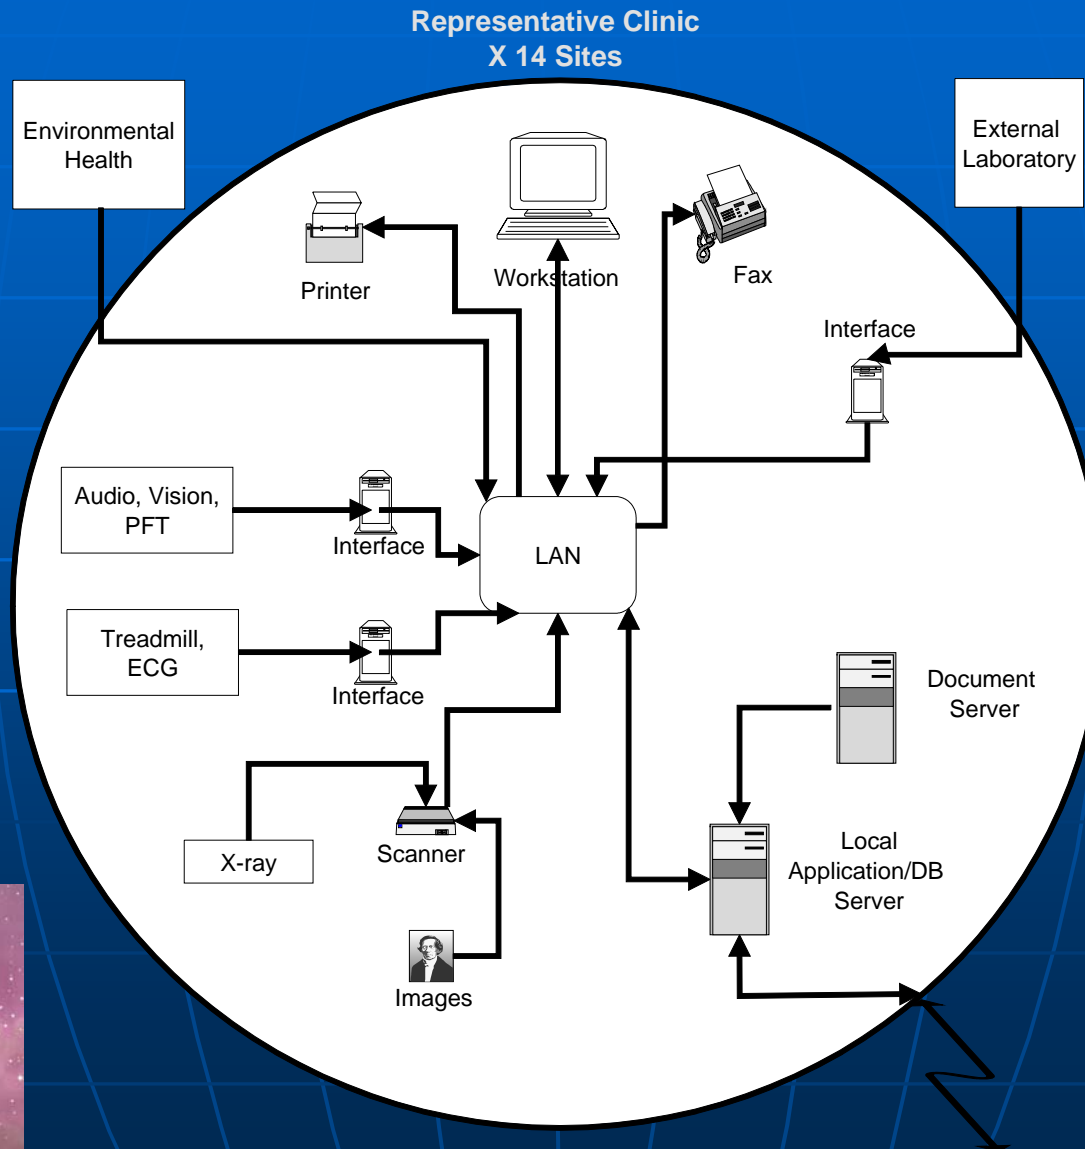 Representative Clinic
X 14 Sites
Environmental
Health
External
Laboratory
Printer
Workstation
Fax
Interface
Audio, Vision,
PFT
Interface
LAN
Treadmill,
ECG
Interface
Document
Server
X-ray
Scanner
Local
Application/DB
Server
Images